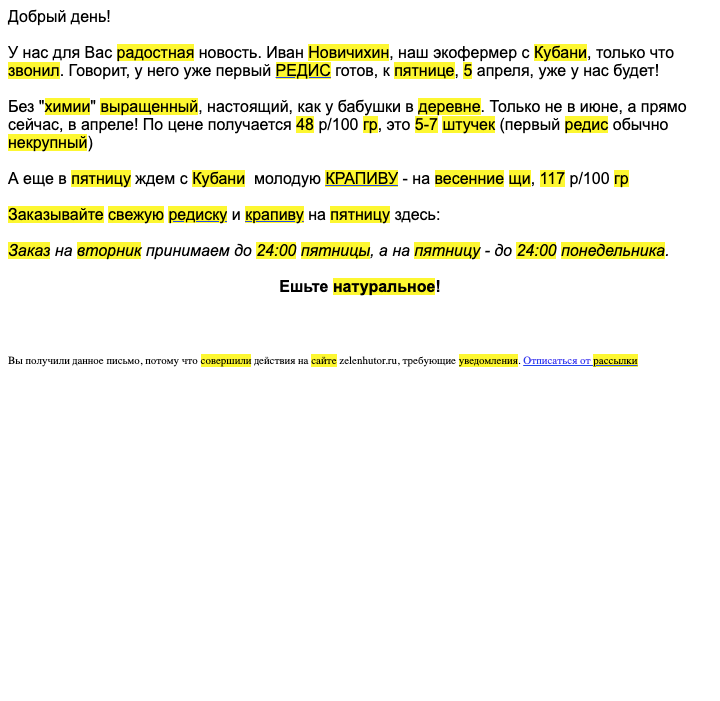 Добрый день!
У нас для Вас радостная новость. Иван Новичихин, наш экофермер с Кубани, только что
звонил. Говорит, у него уже первый РЕДИС готов, к пятнице, 5 апреля, уже у нас будет!
Без "химии" выращенный, настоящий, как у бабушки в деревне. Только не в июне, а прямо
сейчас, в апреле! По цене получается 48 р/100 гр, это 5-7 штучек (первый редис обычно
некрупный)
А еще в пятницу ждем с Кубани  молодую КРАПИВУ - на весенние щи, 117 р/100 гр
Заказывайте свежую редиску и крапиву на пятницу здесь:
Заказ на вторник принимаем до 24:00 пятницы, а на пятницу - до 24:00 понедельника.
Ешьте натуральное!
Вы получили данное письмо, потому что совершили действия на сайте zelenhutor.ru, требующие уведомления. Отписаться от рассылки